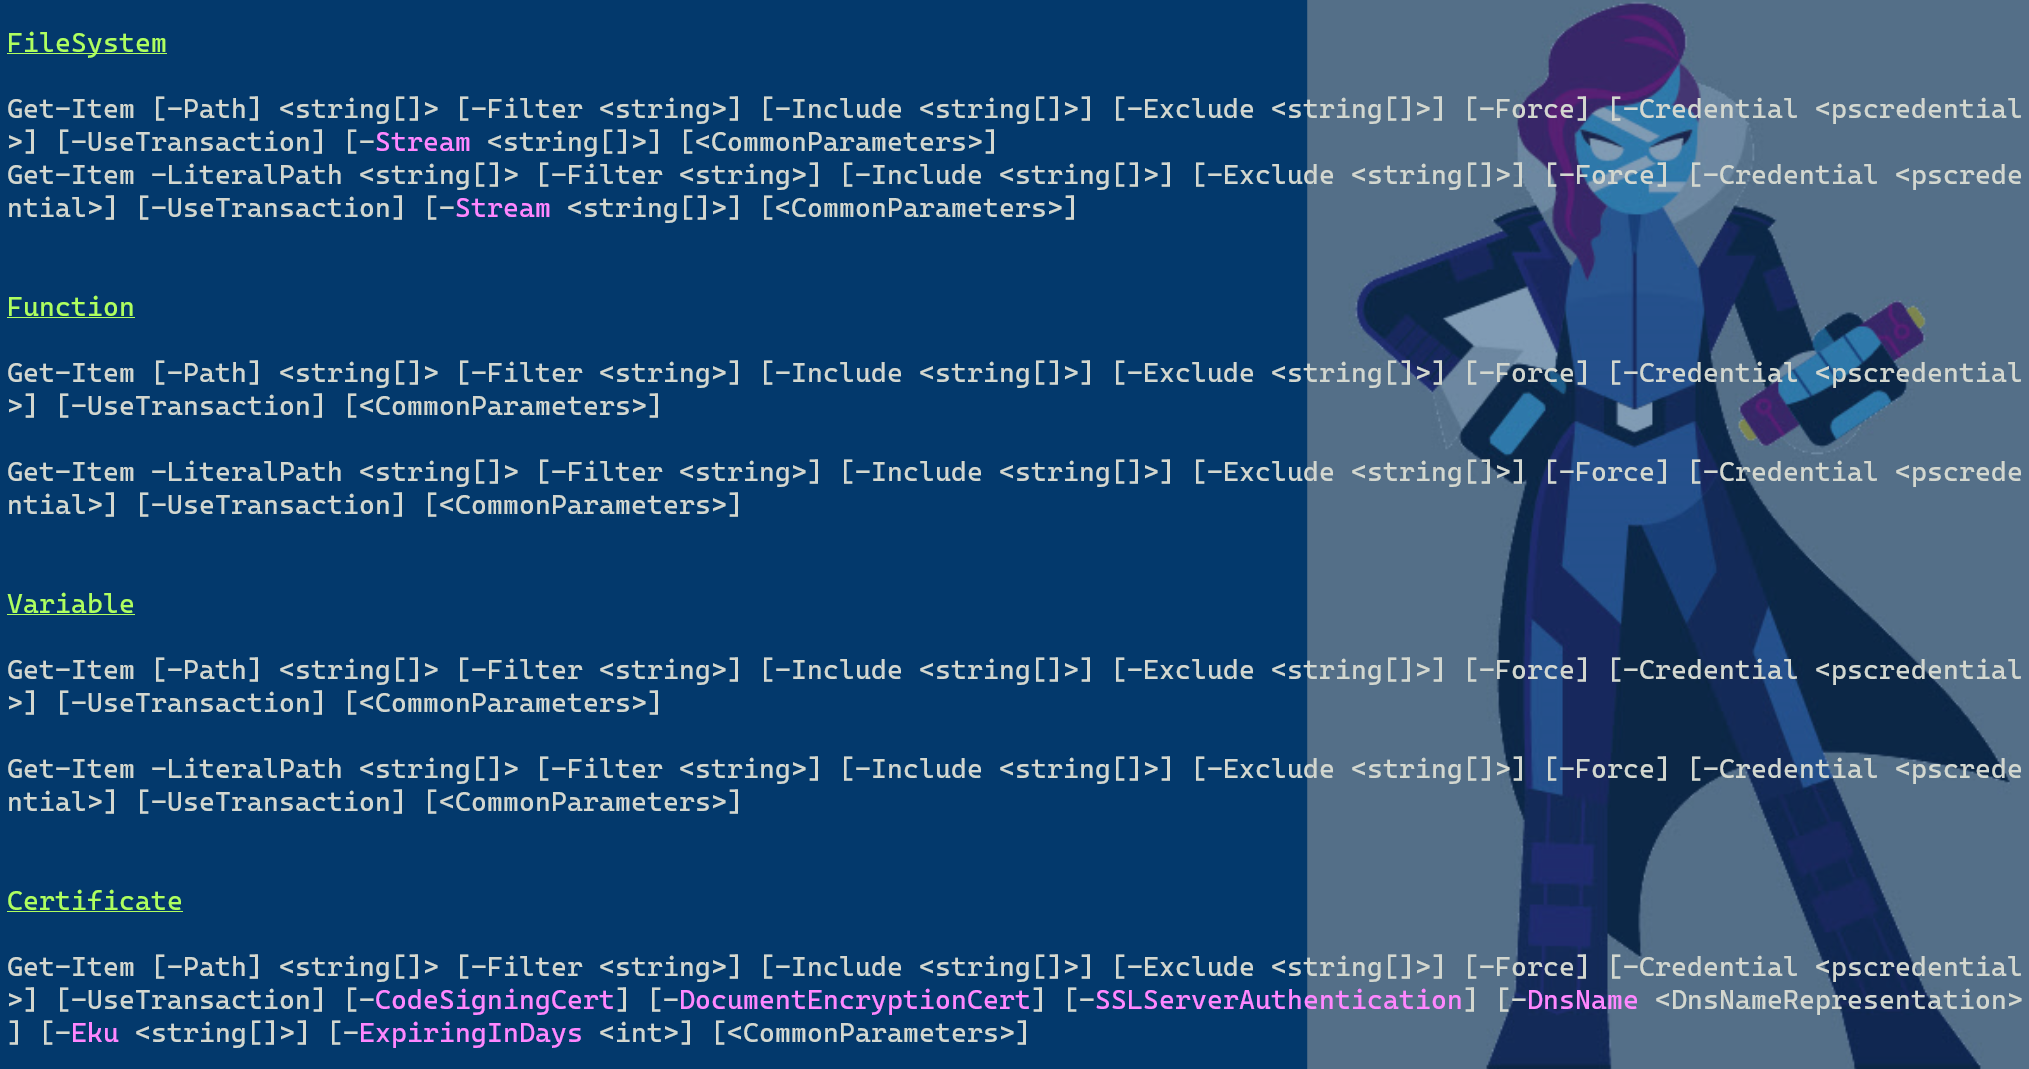 FileSystem
Get-Item [-Path] <string[]> [-Filter <string>] [-Include <string[]>] [-Exclude <string[]>] [-Force] [-Credential <pscredential
>] [-UseTransaction] [-Stream <string[]>] [<CommonParameters>]
Get-Item -LiteralPath <string[]> [-Filter <string>] [-Include <string[]>] [-Exclude <string[]>] [-Force] [-Credential <pscrede
ntial>] [-UseTransaction] [-Stream <string[]>] [<CommonParameters>]
Function
Get-Item [-Path] <string[]> [-Filter <string>] [-Include <string[]>] [-Exclude <string[]>] [-Force] [-Credential <pscredential
>] [-UseTransaction] [<CommonParameters>]
Get-Item -LiteralPath <string[]> [-Filter <string>] [-Include <string[]>] [-Exclude <string[]>] [-Force] [-Credential <pscrede
ntial>] [-UseTransaction] [<CommonParameters>]
Variable
Get-Item [-Path] <string[]> [-Filter <string>] [-Include <string[]>] [-Exclude <string[]>] [-Force] [-Credential <pscredential
>] [-UseTransaction] [<CommonParameters>]
Get-Item -LiteralPath <string[]> [-Filter <string>] [-Include <string[]>] [-Exclude <string[]>] [-Force] [-Credential <pscrede
ntial>] [-UseTransaction] [<CommonParameters>]
Certificate
Get-Item [-Path] <string[]> [-Filter <string>] [-Include <string[]>] [-Exclude <string[]>] [-Force] [-Credential <pscredential
>] [-UseTransaction] [-CodeSigningCert] [-DocumentEncryptionCert] [-SSLServerAuthentication] [-DnsName <DnsNameRepresentation>
] [-Eku <string[]>] [-ExpiringInDays <int>] [<CommonParameters>]